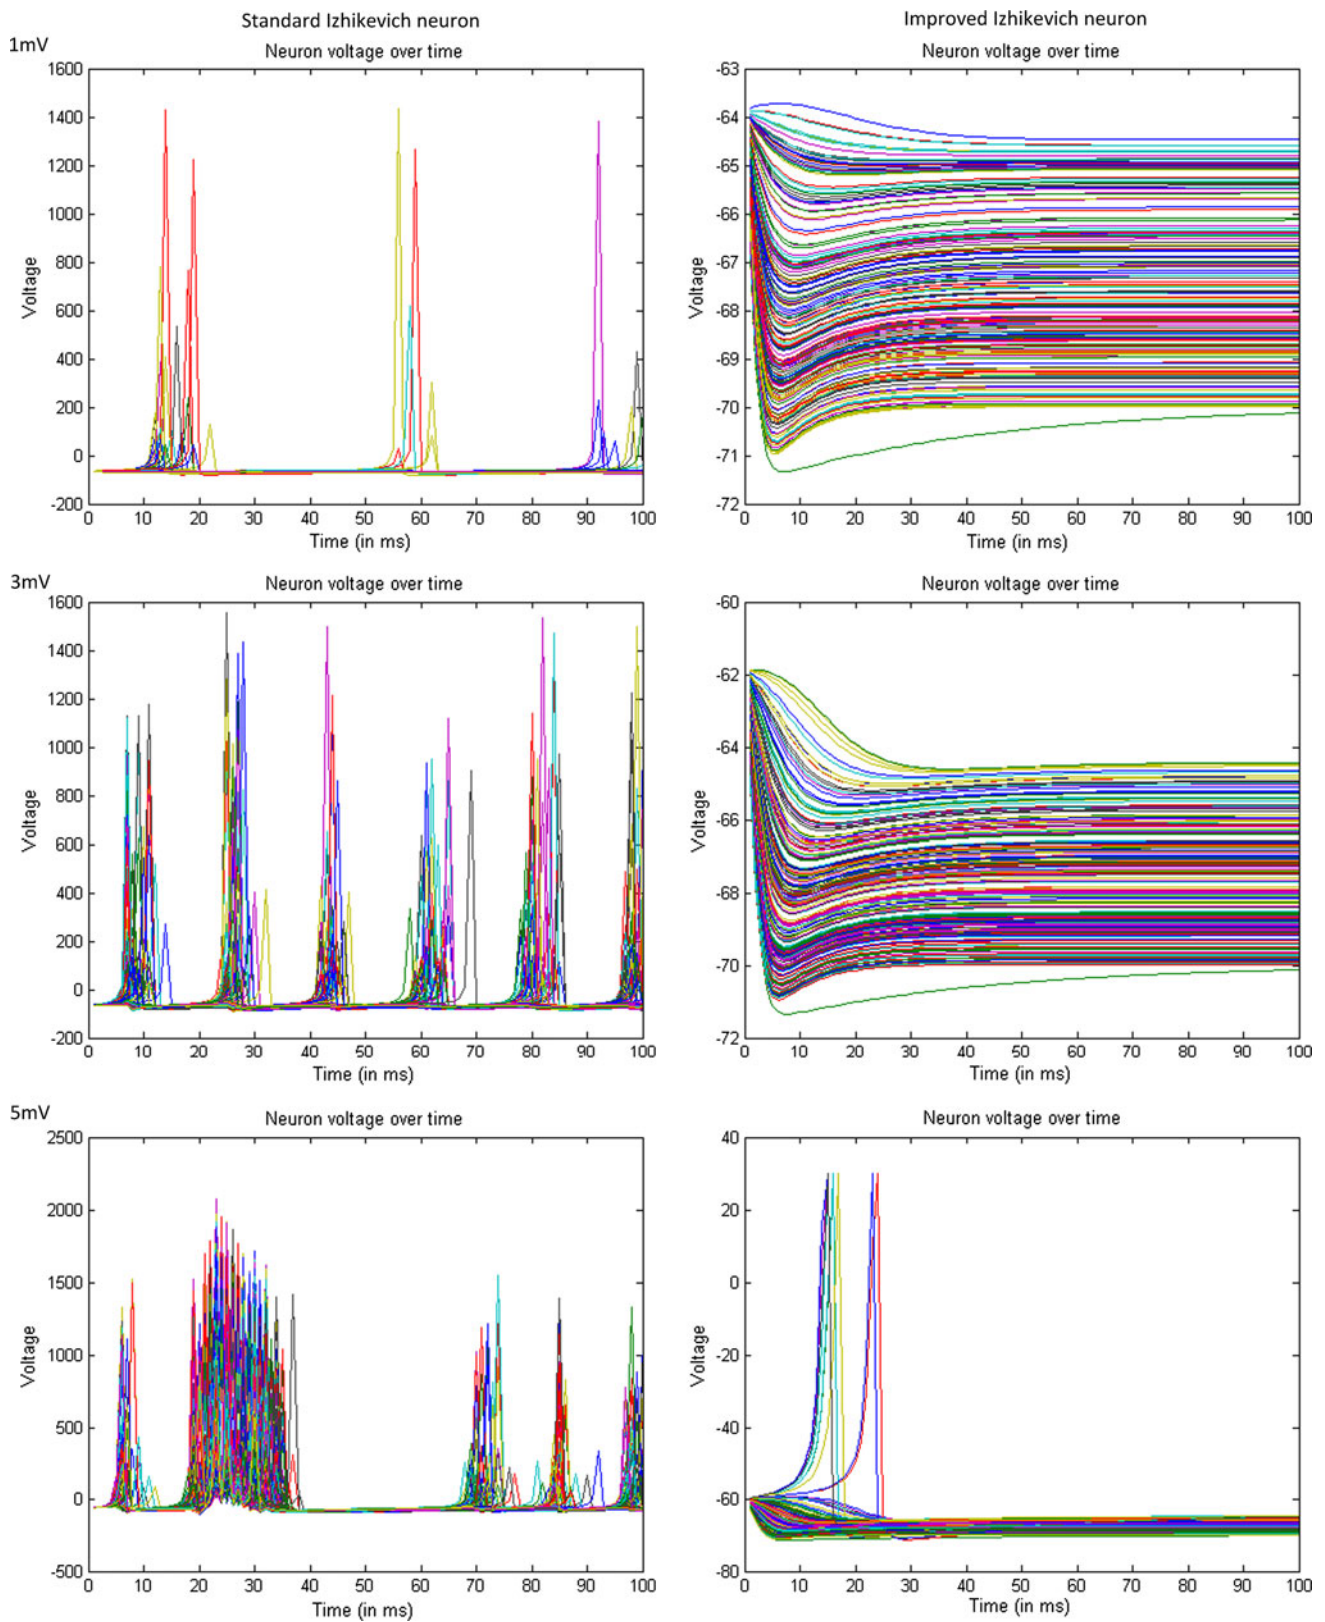 Standard Izhikevich neuron
Improved Izhikevich neuron
1mV
Neuron voltage over time
1600
1400
1200
1000
800
600
400
200
0
-200
Voltage
0 10 20 30 40 50 60 70 80 90 100
Time (in ms)
Neuron voltage over time
-63
-64
-65
-66
-67
-68
-69
-70
-71
-72
Voltage
0 10 20 30 40 50 60 70 80 90 100
Time (in ms)
3mV
Neuron voltage over time
1600
1400
1200
1000
800
600
400
200
0
-200
Voltage
0 10 20 30 40 50 60 70 80 90 100
Time (in ms)
Neuron voltage over time
-60
-62
-64
-66
-68
-70
-72
Voltage
0 10 20 30 40 50 60 70 80 90 100
Time (in ms)
5mV
Neuron voltage over time
2500
2000
1500
1000
500
0
-500
Voltage
0 10 20 30 40 50 60 70 80 90 100
Time (in ms)
Neuron voltage over time
40
20
0
-20
-40
-60
-80
Voltage
0 10 20 30 40 50 60 70 80 90 100
Time (in ms)